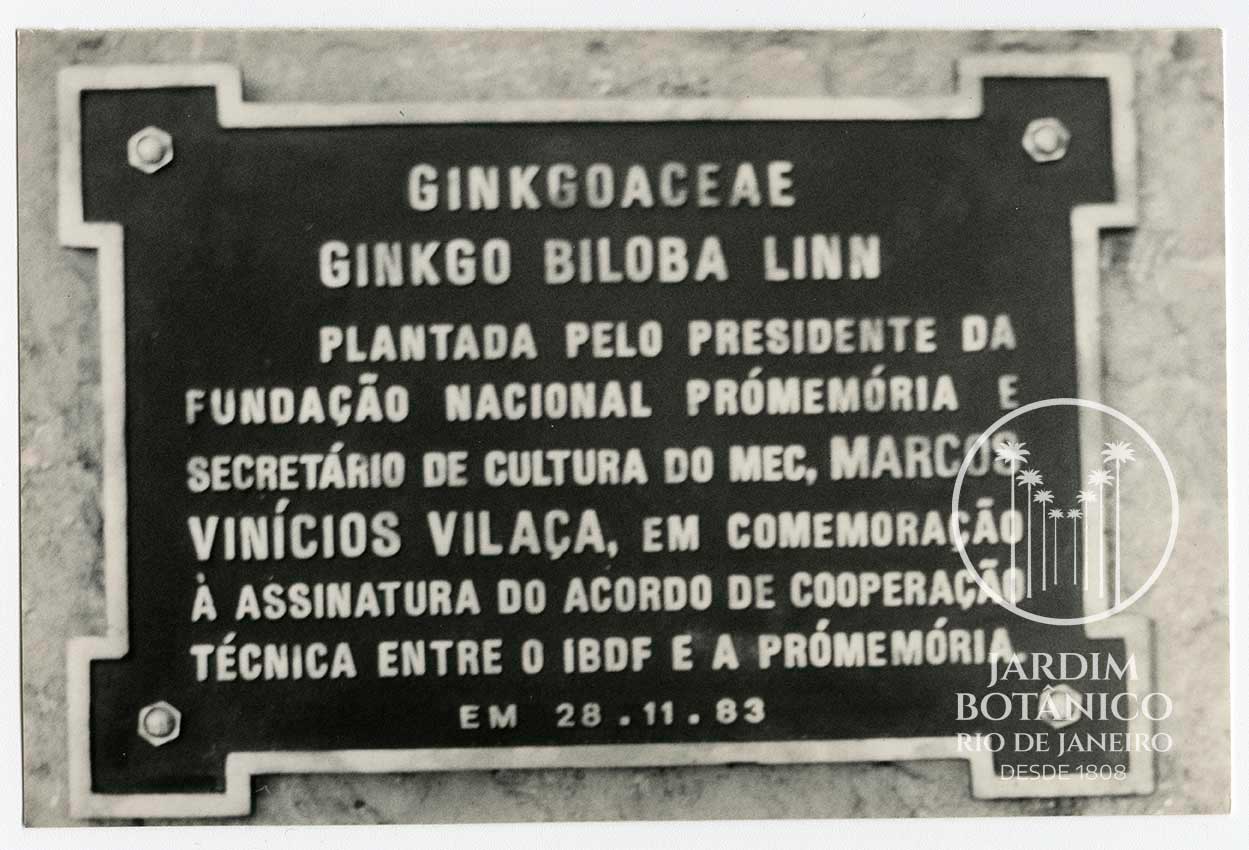 GINKGOACEAE
GINKGO BILOBA LINN
PLANTADA PELO PRESIDENTE DA
FUNDAÇÃO NACIONAL PRÓMEMÓRIA E
SECRETÁRIO DE CULTURA DO MEC, MARCOS
VINÍCIOS VILAÇA, EM COMEMORAÇÃO
À ASSINATURA DO ACORDO DE COOPERAÇÃO
TÉCNICA ENTRE O IBDF E A PRÓMEMÓRIA.
EM 28.11.83
JARDIM
BOTÂNICO
RIO DE JANEIRO
DESDE 1808